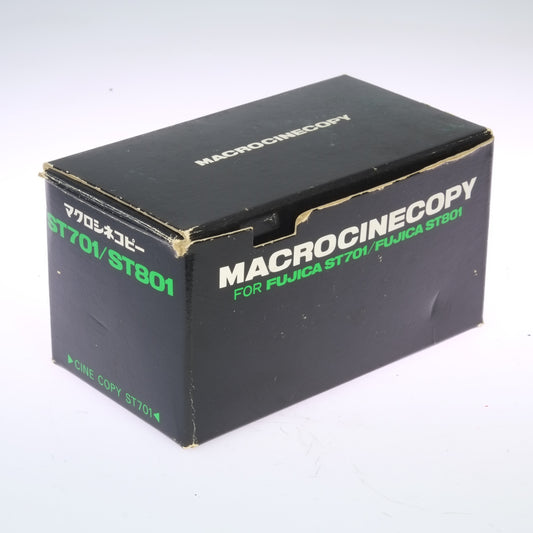 MACROCINECOPY
マクロシネコピー
ST701/ST801
▶CINE COPY ST701◀
MACROCINECOPY
FOR FUJICA ST701/FUJICA ST801